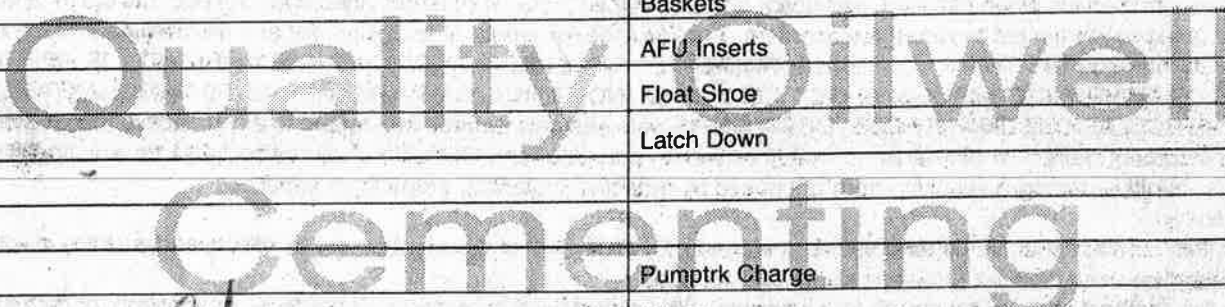 Baskets
Quality Oilwell
AFU Inserts
Float Shoe
Latch Down
Cementing
Pumptrk Charge